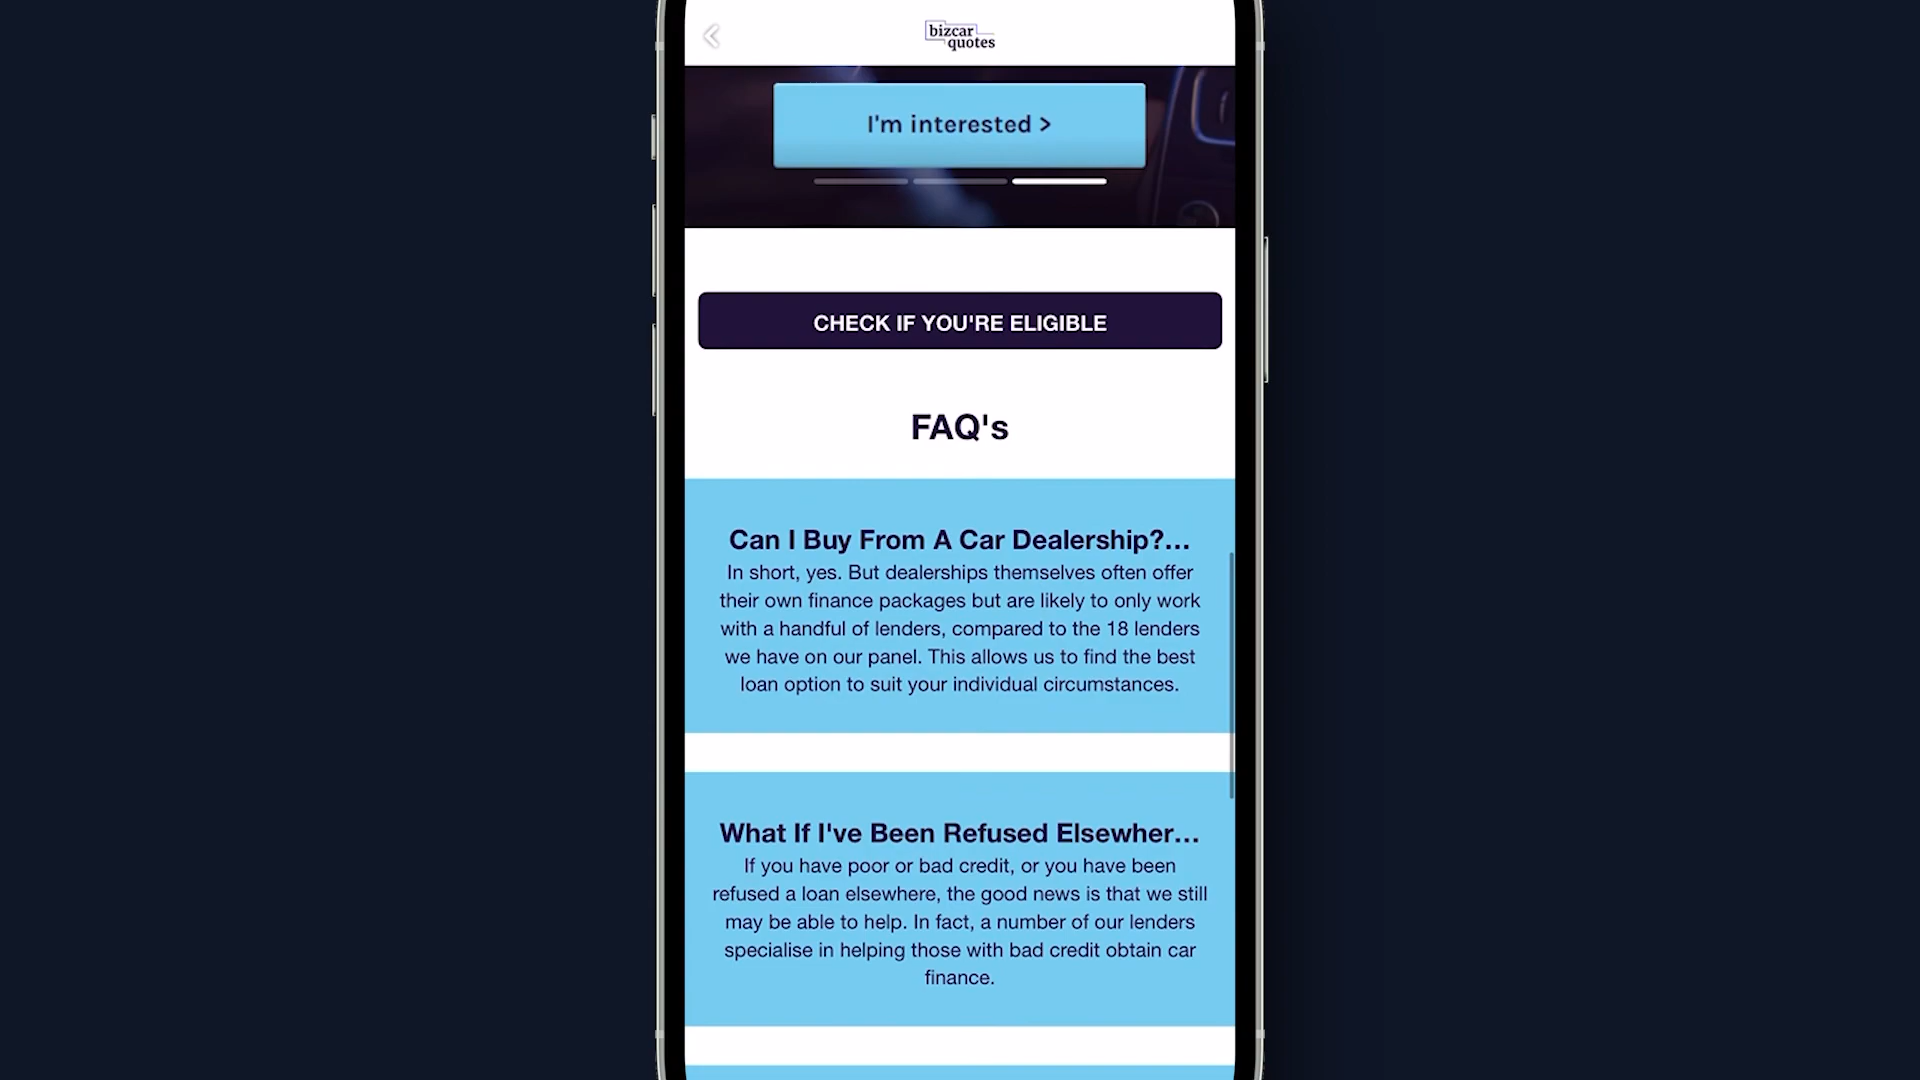 bizcar
quotes
I'm interested >
CHECK IF YOU'RE ELIGIBLE
FAQ's
Can I Buy From A Car Dealership?...
In short, yes. But dealerships themselves often offer
their own finance packages but are likely to only work
with a handful of lenders, compared to the 18 lenders
we have on our panel. This allows us to find the best
loan option to suit your individual circumstances.
What If I've Been Refused Elsewher...
If you have poor or bad credit, or you have been
refused a loan elsewhere, the good news is that we still
may be able to help. In fact, a number of our lenders
specialise in helping those with bad credit obtain car
finance.